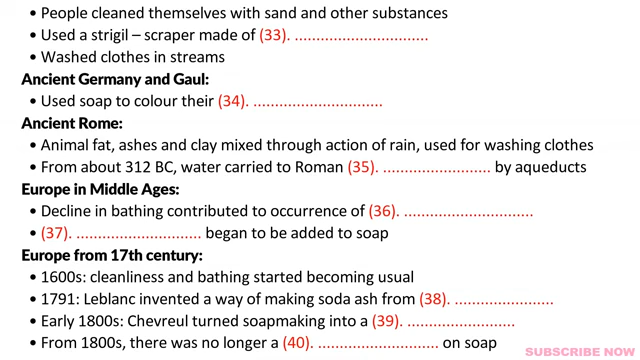 • People cleaned themselves with sand and other substances
• Used a strigil – scraper made of (33). ..............................
• Washed clothes in streams
Ancient Germany and Gaul:
• Used soap to colour their (34). .............................
Ancient Rome:
• Animal fat, ashes and clay mixed through action of rain, used for washing clothes
• From about 312 BC, water carried to Roman (35). ........................ by aqueducts
Europe in Middle Ages:
• Decline in bathing contributed to occurrence of (36). .............................
• (37). ............................ began to be added to soap
Europe from 17th century:
• 1600s: cleanliness and bathing started becoming usual
• 1791: Leblanc invented a way of making soda ash from (38). ......................
• Early 1800s: Chevreul turned soapmaking into a (39). ........................
• From 1800s, there was no longer a (40). ........................... on soap
SUBSCRIBE NOW